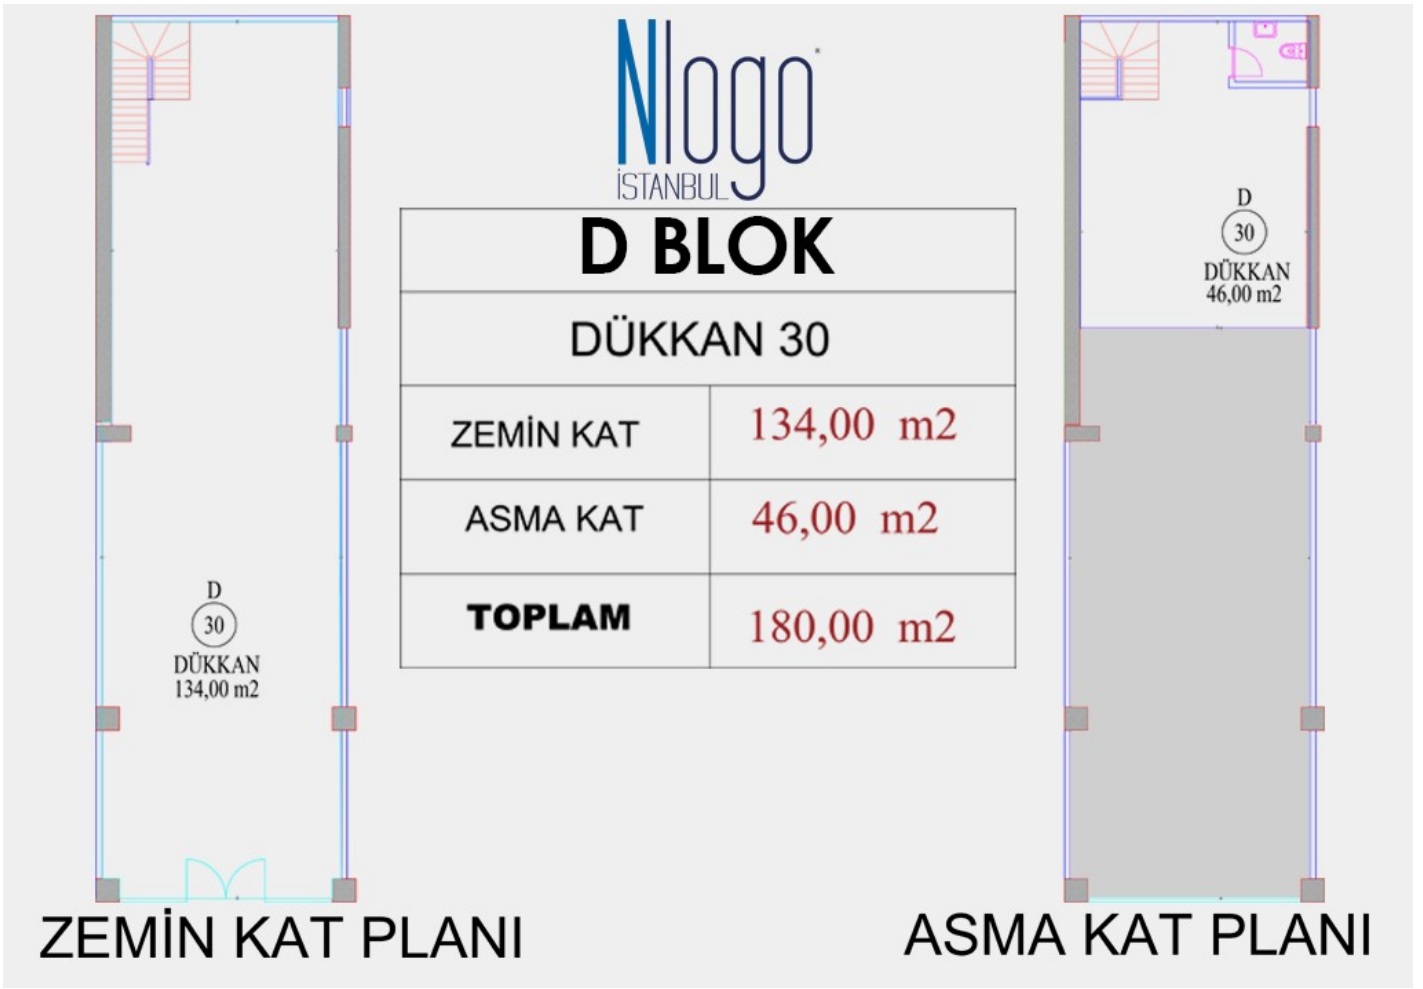 Nlogo
İSTANBUL
D BLOK
DÜKKAN 30
ZEMİN KAT 134,00 m2
ASMA KAT 46,00 m2
TOPLAM 180,00 m2
D
30
DÜKKAN
134,00 m2
ZEMİN KAT PLANI
D
30
DÜKKAN
46,00 m2
ASMA KAT PLANI